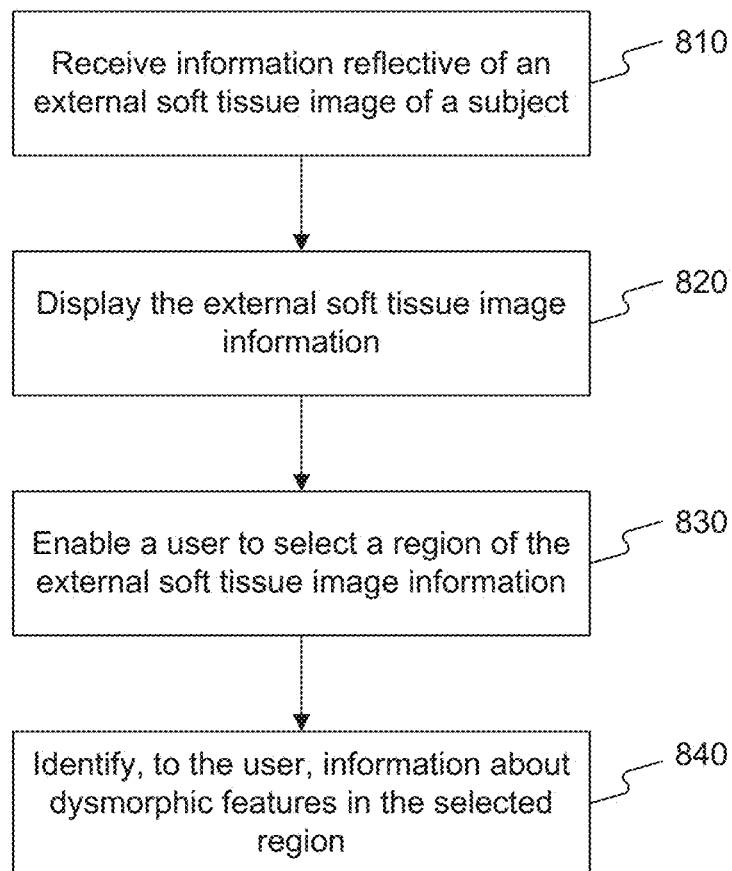 Receive information reflective of an
external soft tissue image of a subject
810
Display the external soft tissue image
information
820
Enable a user to select a region of the
external soft tissue image information
830
Identify, to the user, information about
dysmorphic features in the selected
region
840